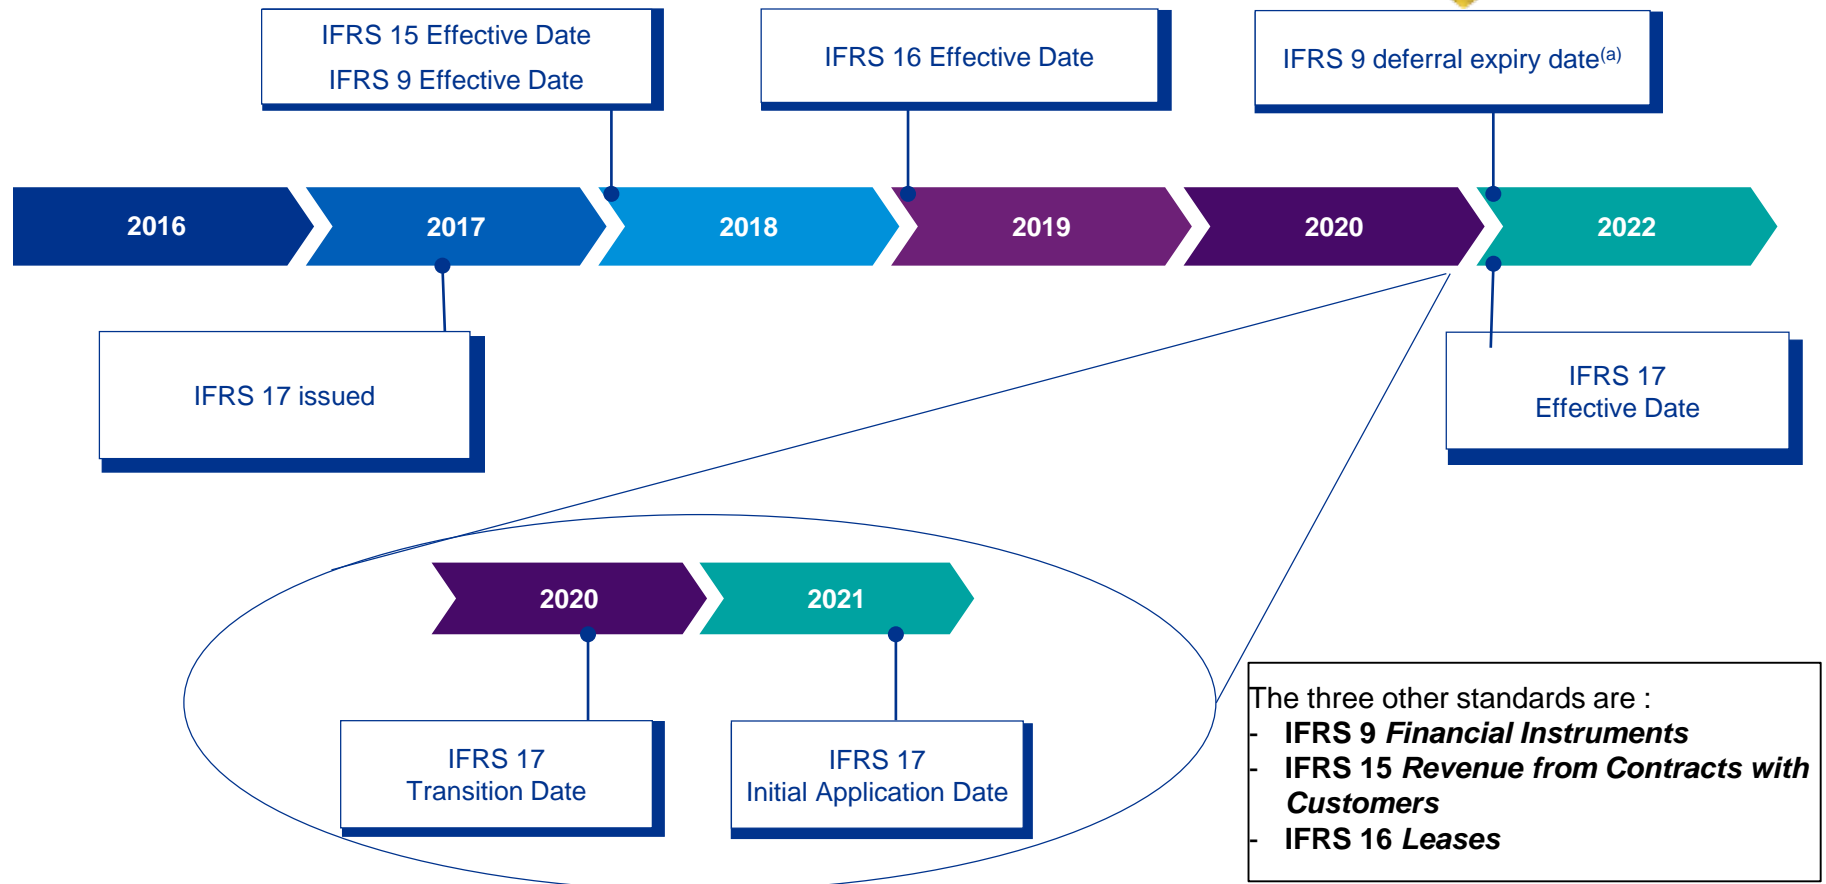 IFRS 15 Effective Date
IFRS 9 Effective Date
IFRS 16 Effective Date
IFRS 9 deferral expiry date(a)
2016
2017
2018
2019
2020
2022
IFRS 17 issued
IFRS 17
Effective Date
2020
2021
IFRS 17
Transition Date
IFRS 17
Initial Application Date
The three other standards are :
- IFRS 9 Financial Instruments
- IFRS 15 Revenue from Contracts with
Customers
- IFRS 16 Leases